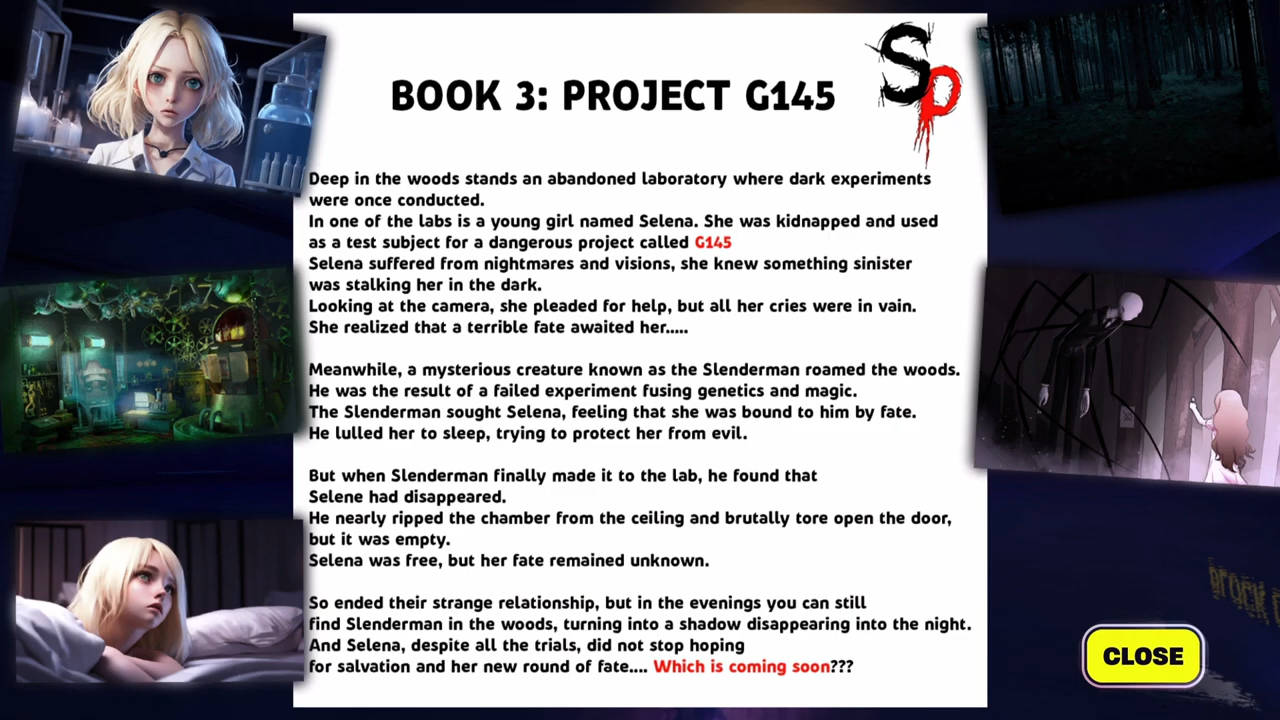 SP
BOOK 3: PROJECT G145
Deep in the woods stands an abandoned laboratory where dark experiments
were once conducted.
In one of the labs is a young girl named Selena. She was kidnapped and used
as a test subject for a dangerous project called G145
Selena suffered from nightmares and visions, she knew something sinister
was stalking her in the dark.
Looking at the camera, she pleaded for help, but all her cries were in vain.
She realized that a terrible fate awaited her.....
Meanwhile, a mysterious creature known as the Slenderman roamed the woods.
He was the result of a failed experiment fusing genetics and magic.
The Slenderman sought Selena, feeling that she was bound to him by fate.
He lulled her to sleep, trying to protect her from evil.
But when Slenderman finally made it to the lab, he found that
Selene had disappeared.
He nearly ripped the chamber from the ceiling and brutally tore open the door,
but it was empty.
Selena was free, but her fate remained unknown.
So ended their strange relationship, but in the evenings you can still
find Slenderman in the woods, turning into a shadow disappearing into the night.
And Selena, despite all the trials, did not stop hoping
for salvation and her new round of fate.... Which is coming soon???
CLOSE